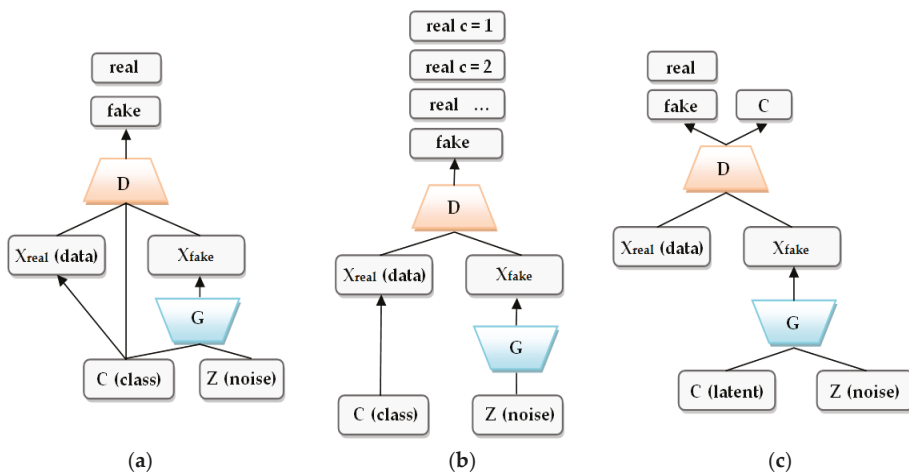 real
fake
D
Xreal (data)
Xfake
G
C (class)
Z (noise)
(a)
real c = 1
real c = 2
real ...
fake
D
Xreal (data)
Xfake
G
C (class)
Z (noise)
(b)
real
fake
C
D
Xreal (data)
Xfake
G
C (latent)
Z (noise)
(c)